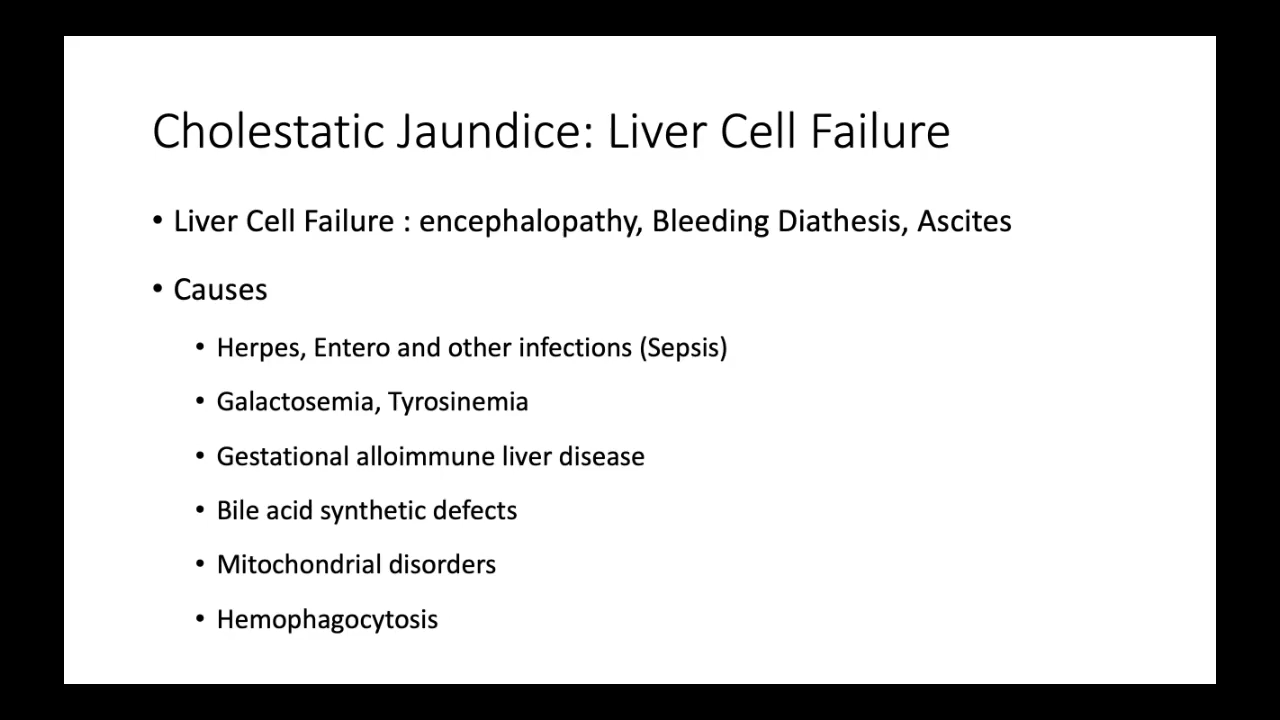 Cholestatic Jaundice: Liver Cell Failure
• Liver Cell Failure : encephalopathy, Bleeding Diathesis, Ascites
• Causes
• Herpes, Entero and other infections (Sepsis)
• Galactosemia, Tyrosinemia
• Gestational alloimmune liver disease
• Bile acid synthetic defects
• Mitochondrial disorders
• Hemophagocytosis